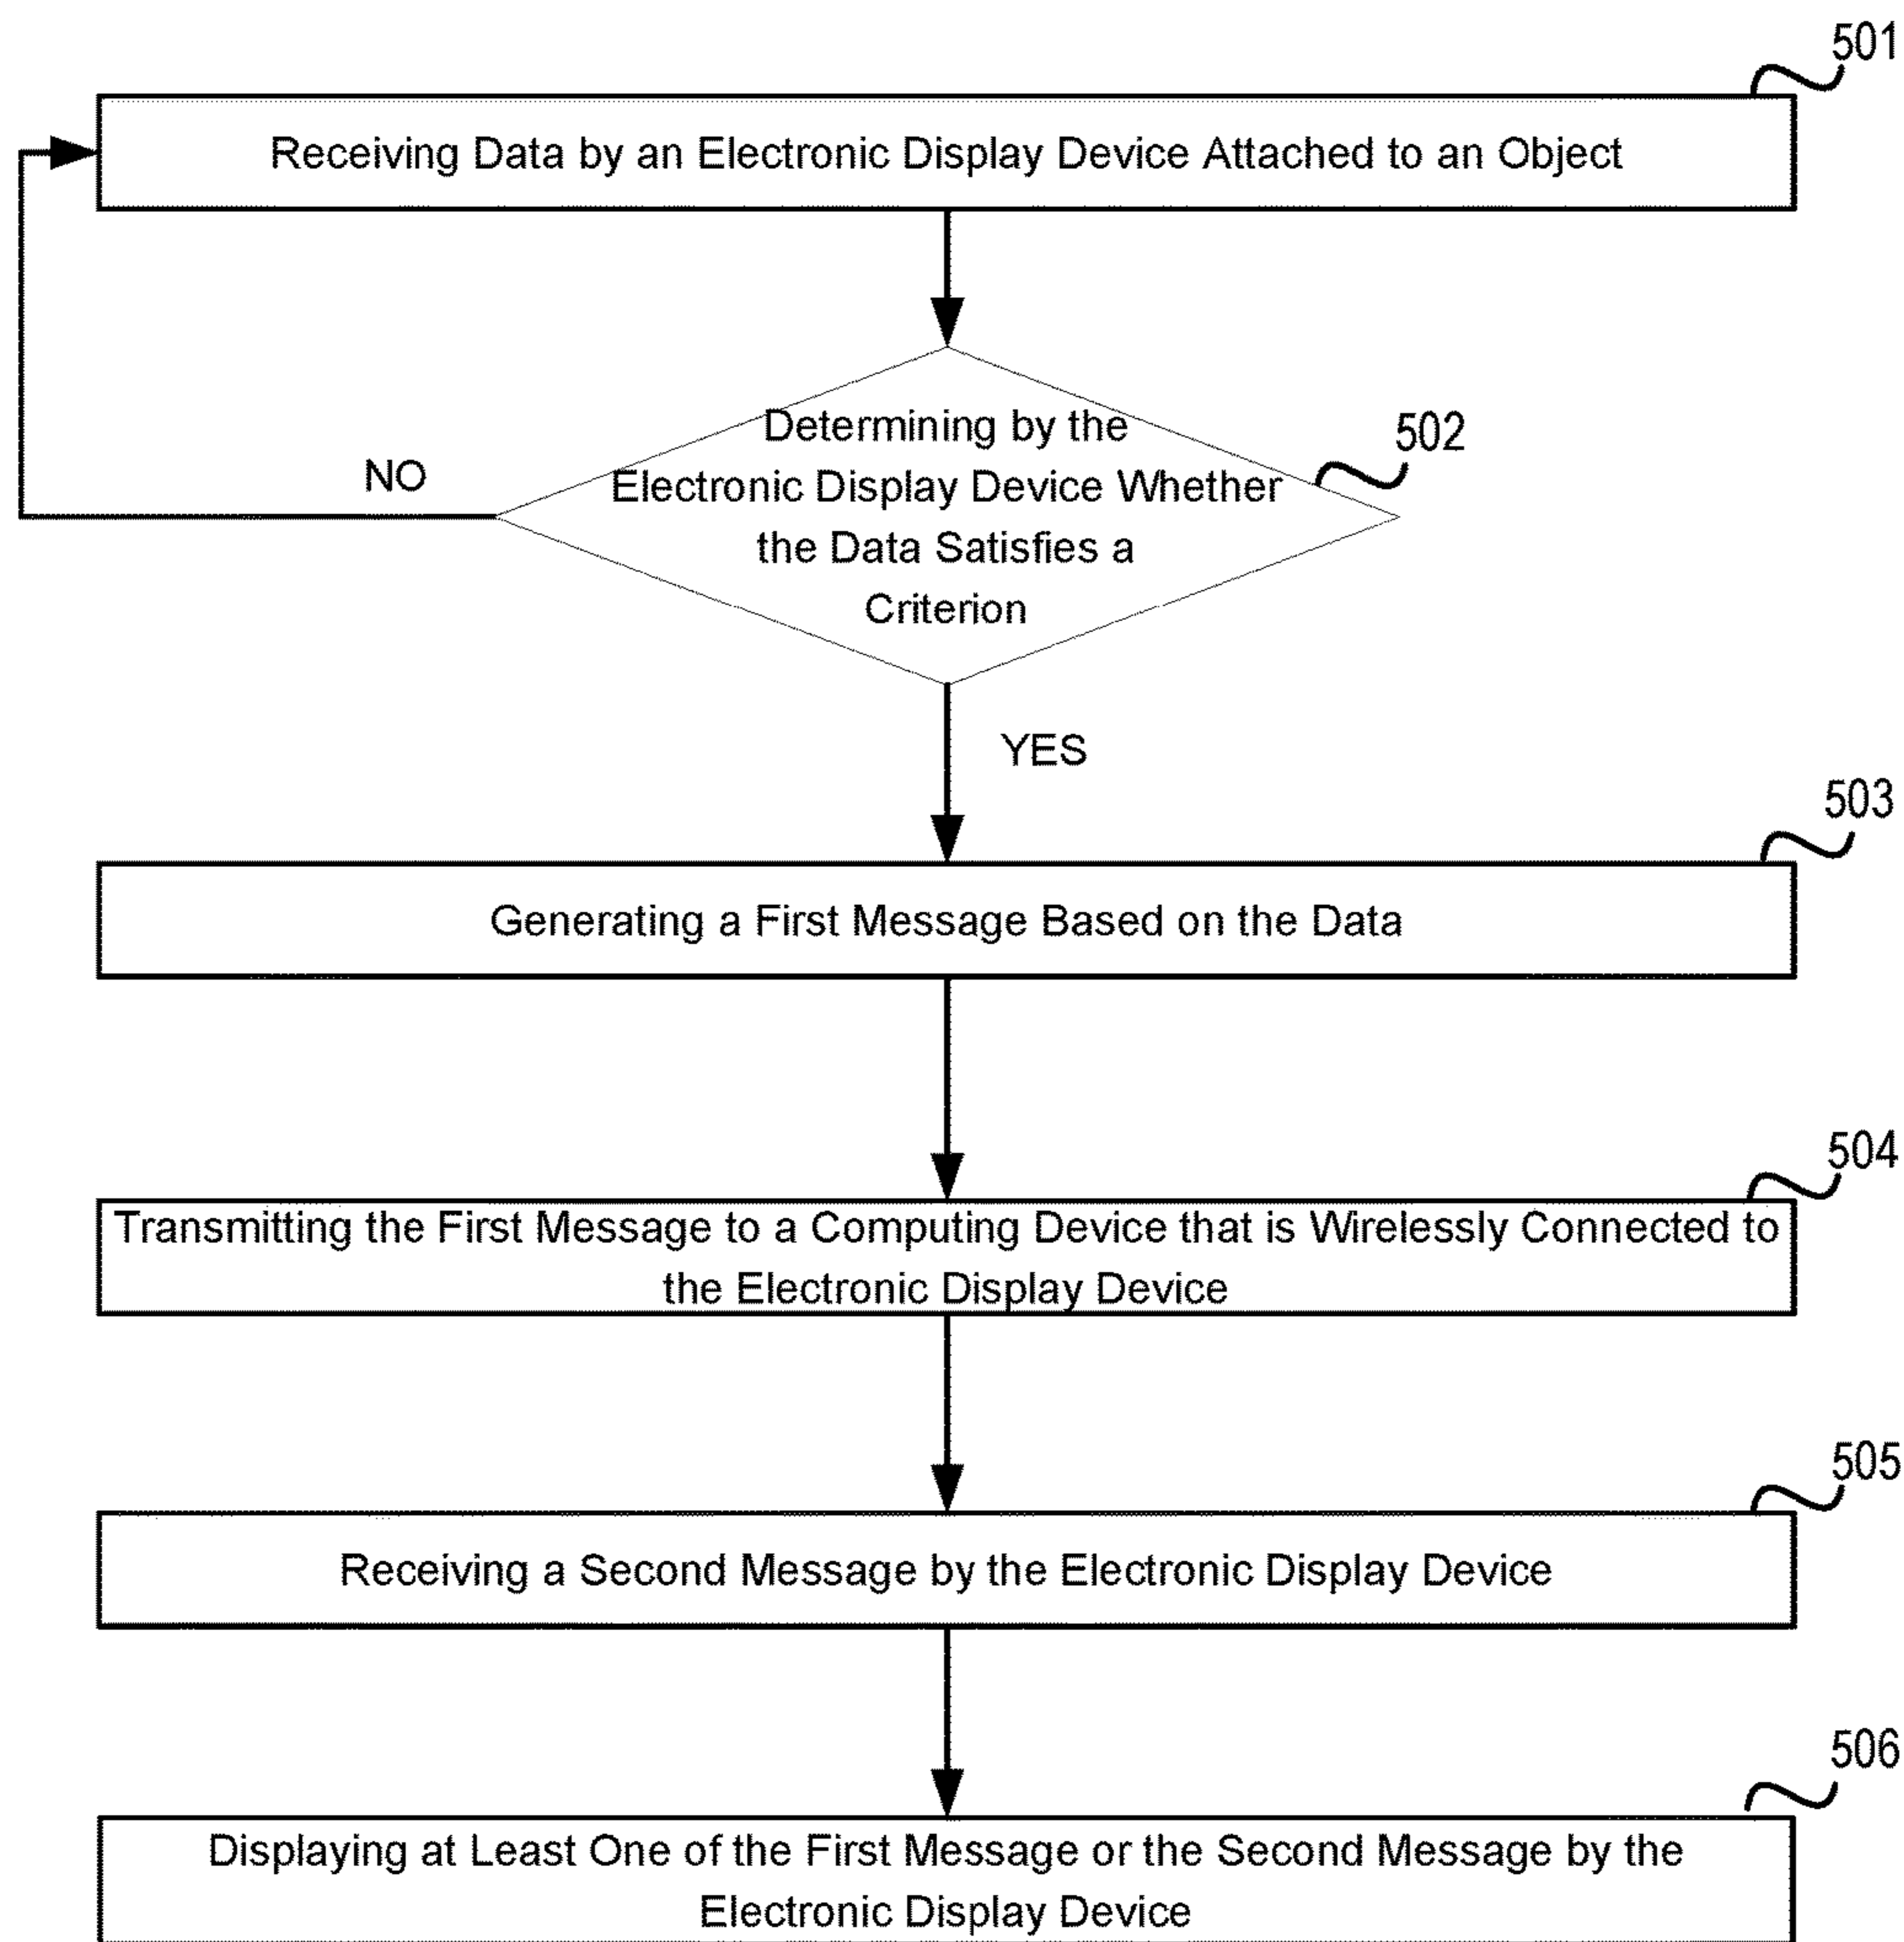 501
Receiving Data by an Electronic Display Device Attached to an Object
Determining by the
502
Electronic Display Device Whether
NO
the Data Satisfies a
Criterion
YES
503
Generating a First Message Based on the Data
504
Transmitting the First Message to a Computing Device that is Wirelessly Connected to
the Electronic Display Device
505
Receiving a Second Message by the Electronic Display Device
506
Displaying at Least One of the First Message or the Second Message by the
Electronic Display Device